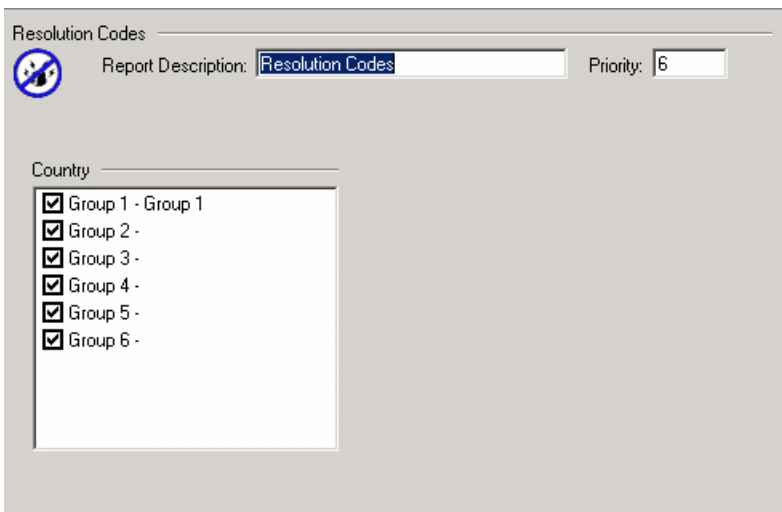 Resolution Codes
Report Description: Resolution Codes Priority: 6
Country
Group 1 - Group 1
Group 2 -
Group 3 -
Group 4 -
Group 5 -
Group 6 -